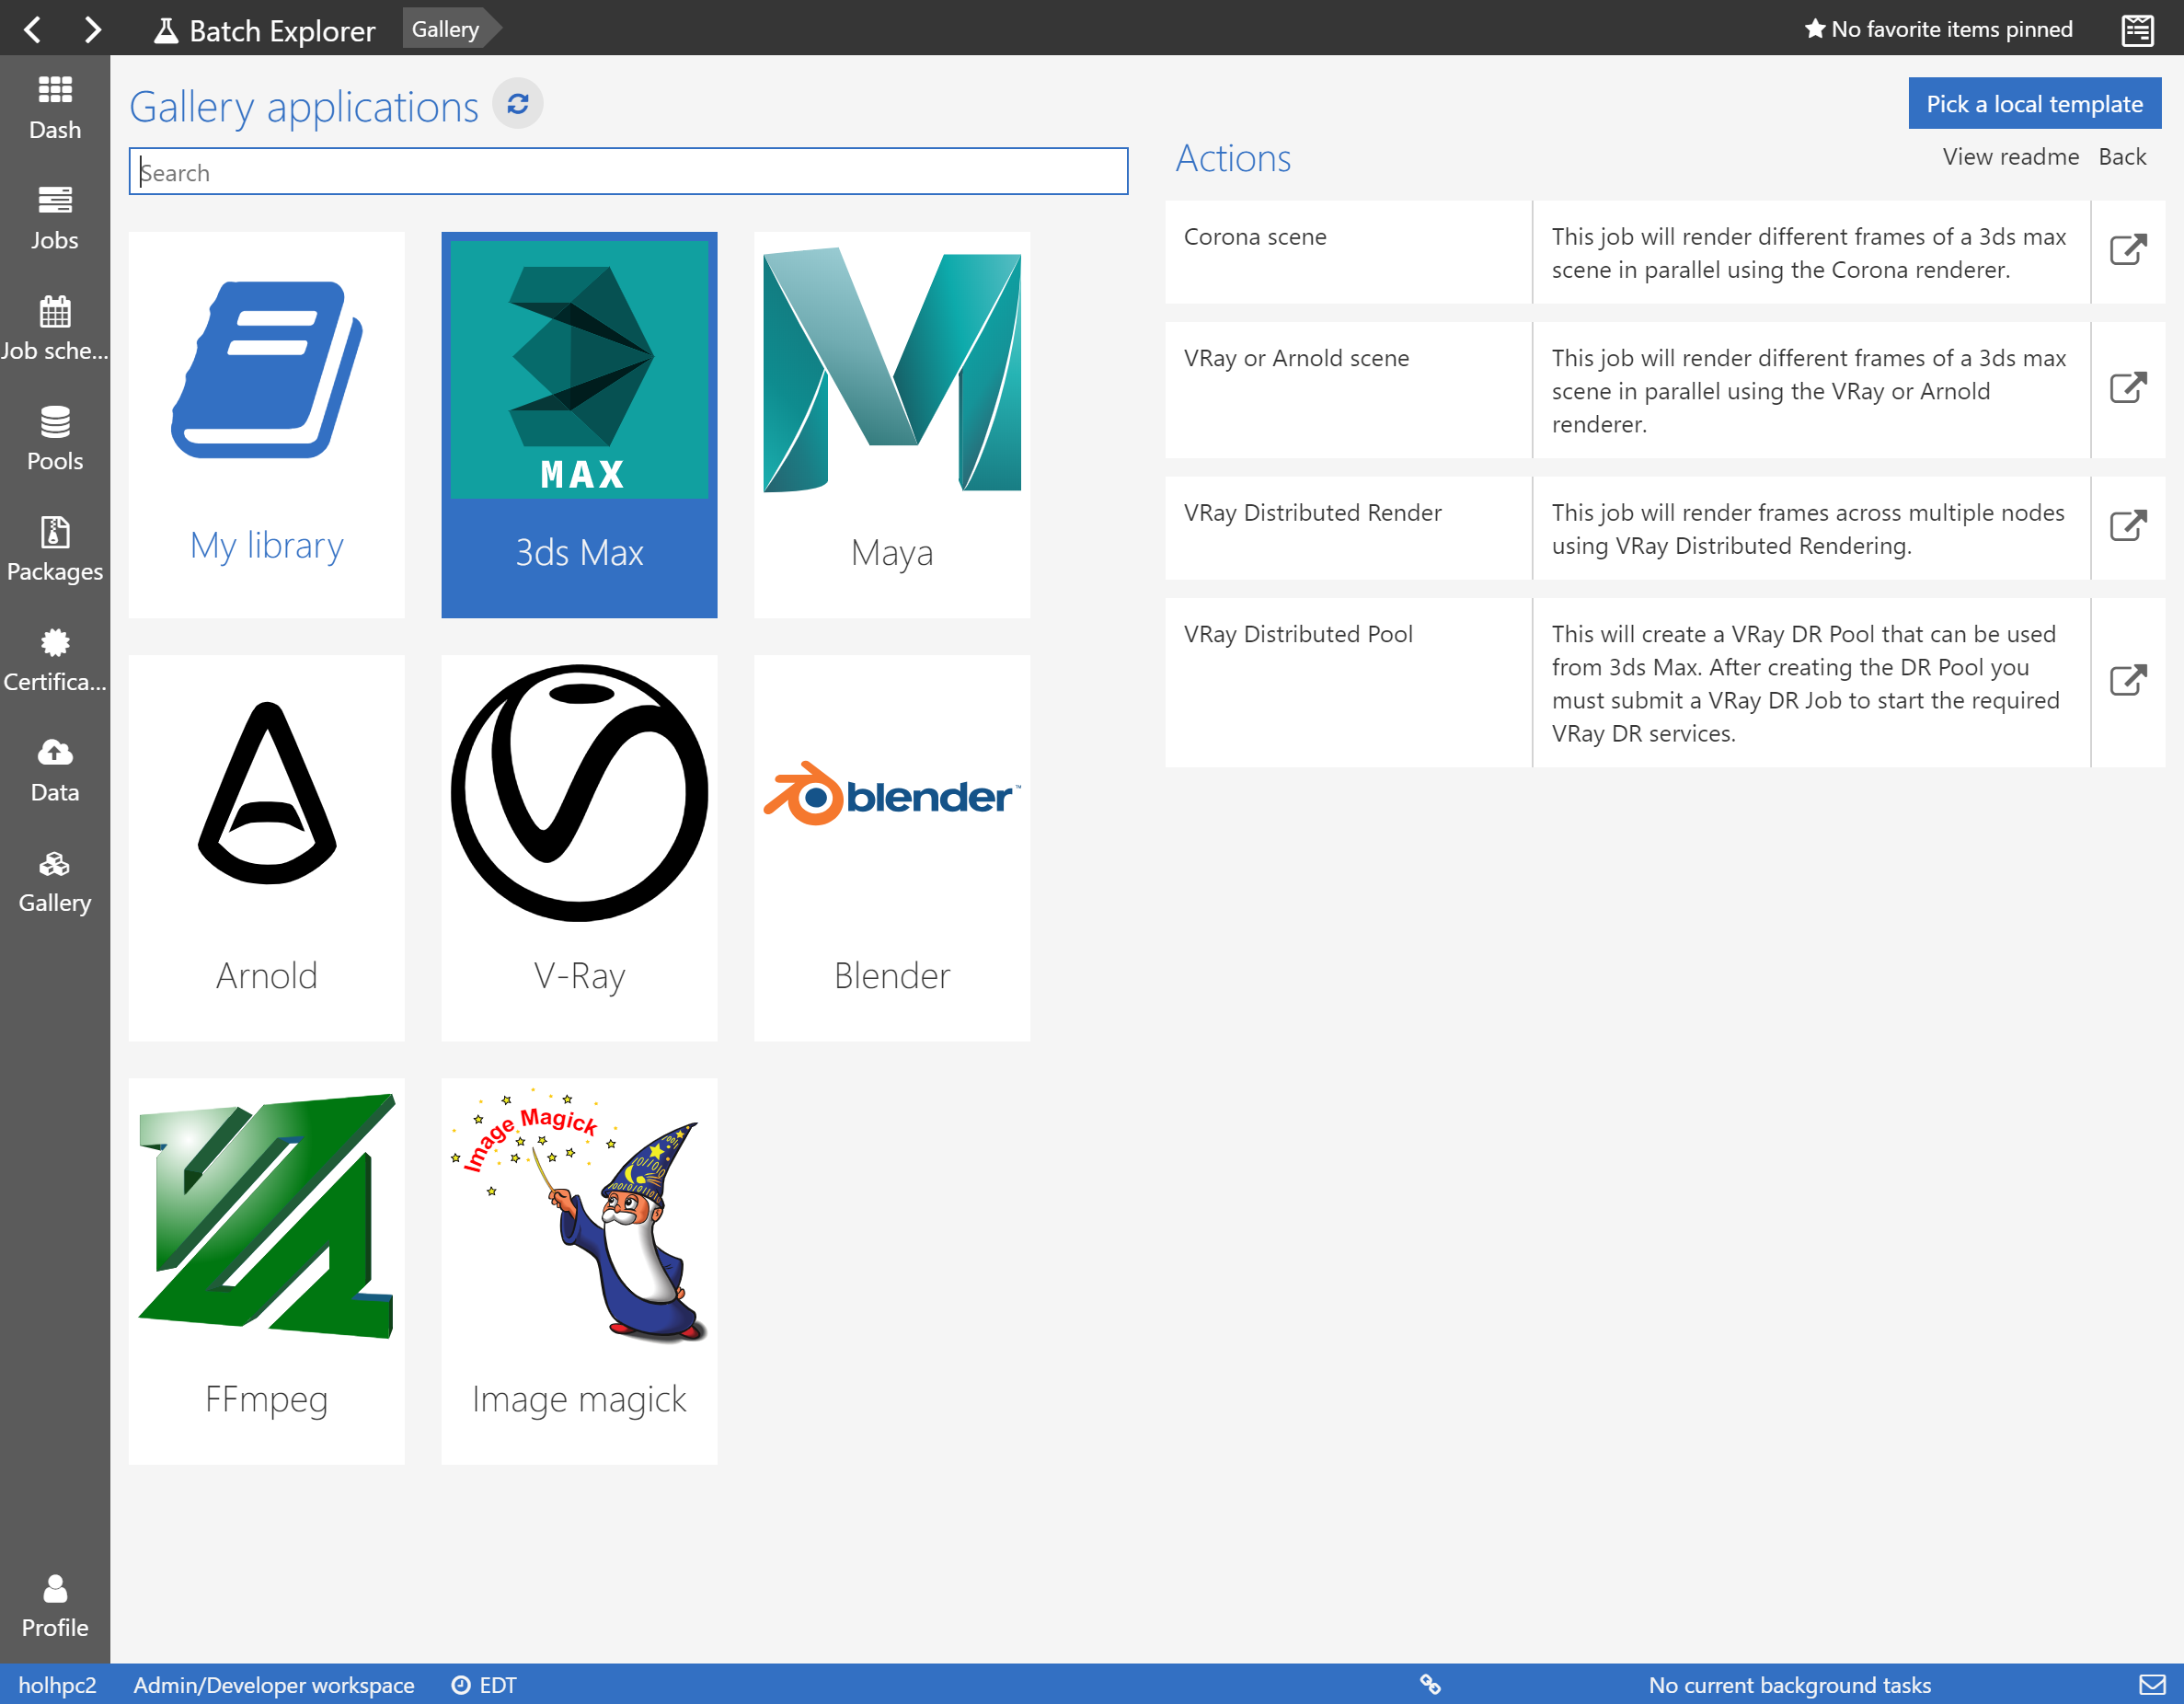 Batch Explorer
Gallery
No favorite items pinned
Dash
Jobs
Job sche...
Pools
Packages
Certifica...
Data
Gallery
Profile
Gallery applications
Search
My library
MAX
3ds Max
Maya
Arnold
V-Ray
blender™
Blender
FFmpeg
Image Magick
Image magick
Pick a local template
Actions
View readme
Back
Corona scene
This job will render different frames of a 3ds max
scene in parallel using the Corona renderer.
VRay or Arnold scene
This job will render different frames of a 3ds max
scene in parallel using the VRay or Arnold
renderer.
VRay Distributed Render
This job will render frames across multiple nodes
using VRay Distributed Rendering.
VRay Distributed Pool
This will create a VRay DR Pool that can be used
from 3ds Max. After creating the DR Pool you
must submit a VRay DR Job to start the required
VRay DR services.
holhpc2
Admin/Developer workspace
EDT
No current background tasks